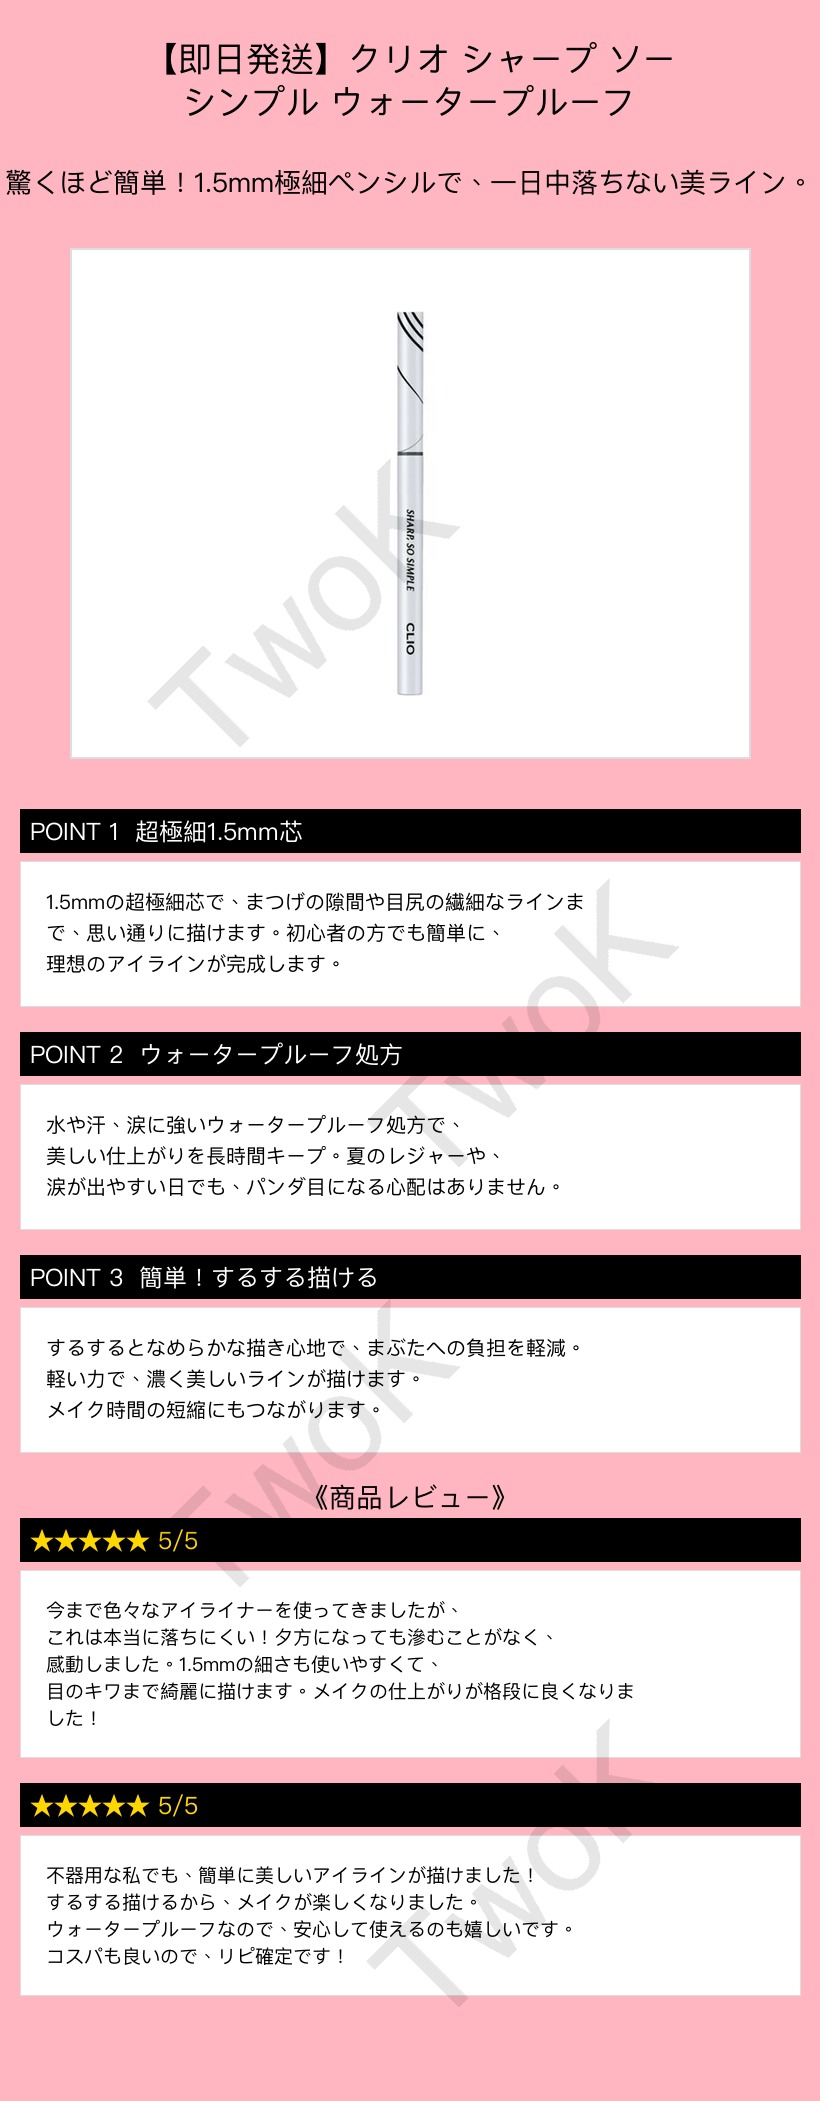 【即日発送】クリオ シャープ ソー
シンプル ウォータープルーフ
驚くほど簡単！1.5mm極細ペンシルで、一日中落ちない美ライン。
SHARP, SO SIMPLE
CLIO
TwoK
POINT 1 超極細1.5mm芯
1.5mmの超極細芯で、まつげの隙間や目尻の繊細なラインま
で、思い通りに描けます。初心者の方でも簡単に、
理想のアイラインが完成します。
TwoK
POINT 2 ウォータープルーフ処方
水や汗、涙に強いウォータープルーフ処方で、
美しい仕上がりを長時間キープ。夏のレジャーや、
涙が出やすい日でも、パンダ目になる心配はありません。
POINT 3 簡単！するする描ける
するするとなめらかな描き心地で、まぶたへの負担を軽減。
軽い力で、濃く美しいラインが描けます。
メイク時間の短縮にもつながります。
TwoK
《商品レビュー》
★★★★★ 5/5
今まで色々なアイライナーを使ってきましたが、
これは本当に落ちにくい！夕方になっても滲むことがなく、
感動しました。1.5mmの細さも使いやすくて、
目のキワまで綺麗に描けます。メイクの仕上がりが格段に良くなりま
した！
★★★★★ 5/5
不器用な私でも、簡単に美しいアイラインが描けました！
するする描けるから、メイクが楽しくなりました。
ウォータープルーフなので、安心して使えるのも嬉しいです。
コスパも良いので、リピ確定です！
TwoK